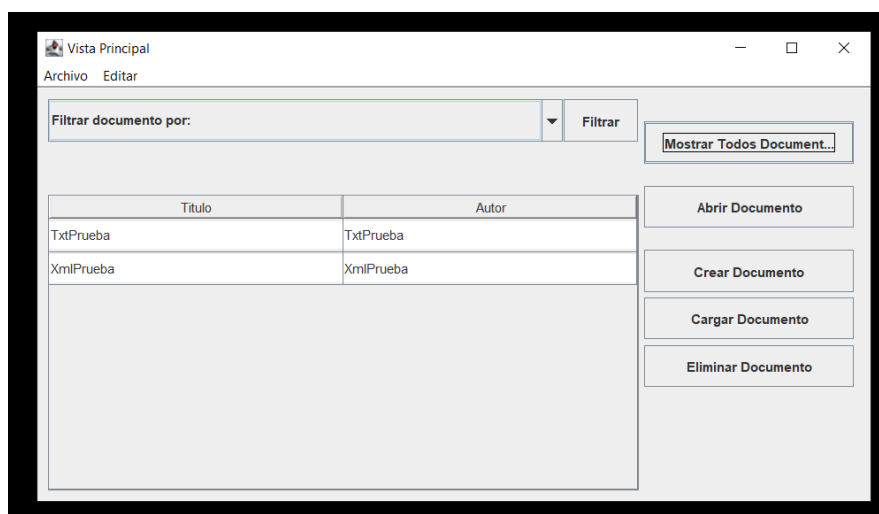 Vista Principal
Archivo Editar
Filtrar documento por: Filtrar
Mostrar Todos Document...
Titulo Autor
TxtPrueba TxtPrueba
XmlPrueba XmlPrueba
Abrir Documento
Crear Documento
Cargar Documento
Eliminar Documento